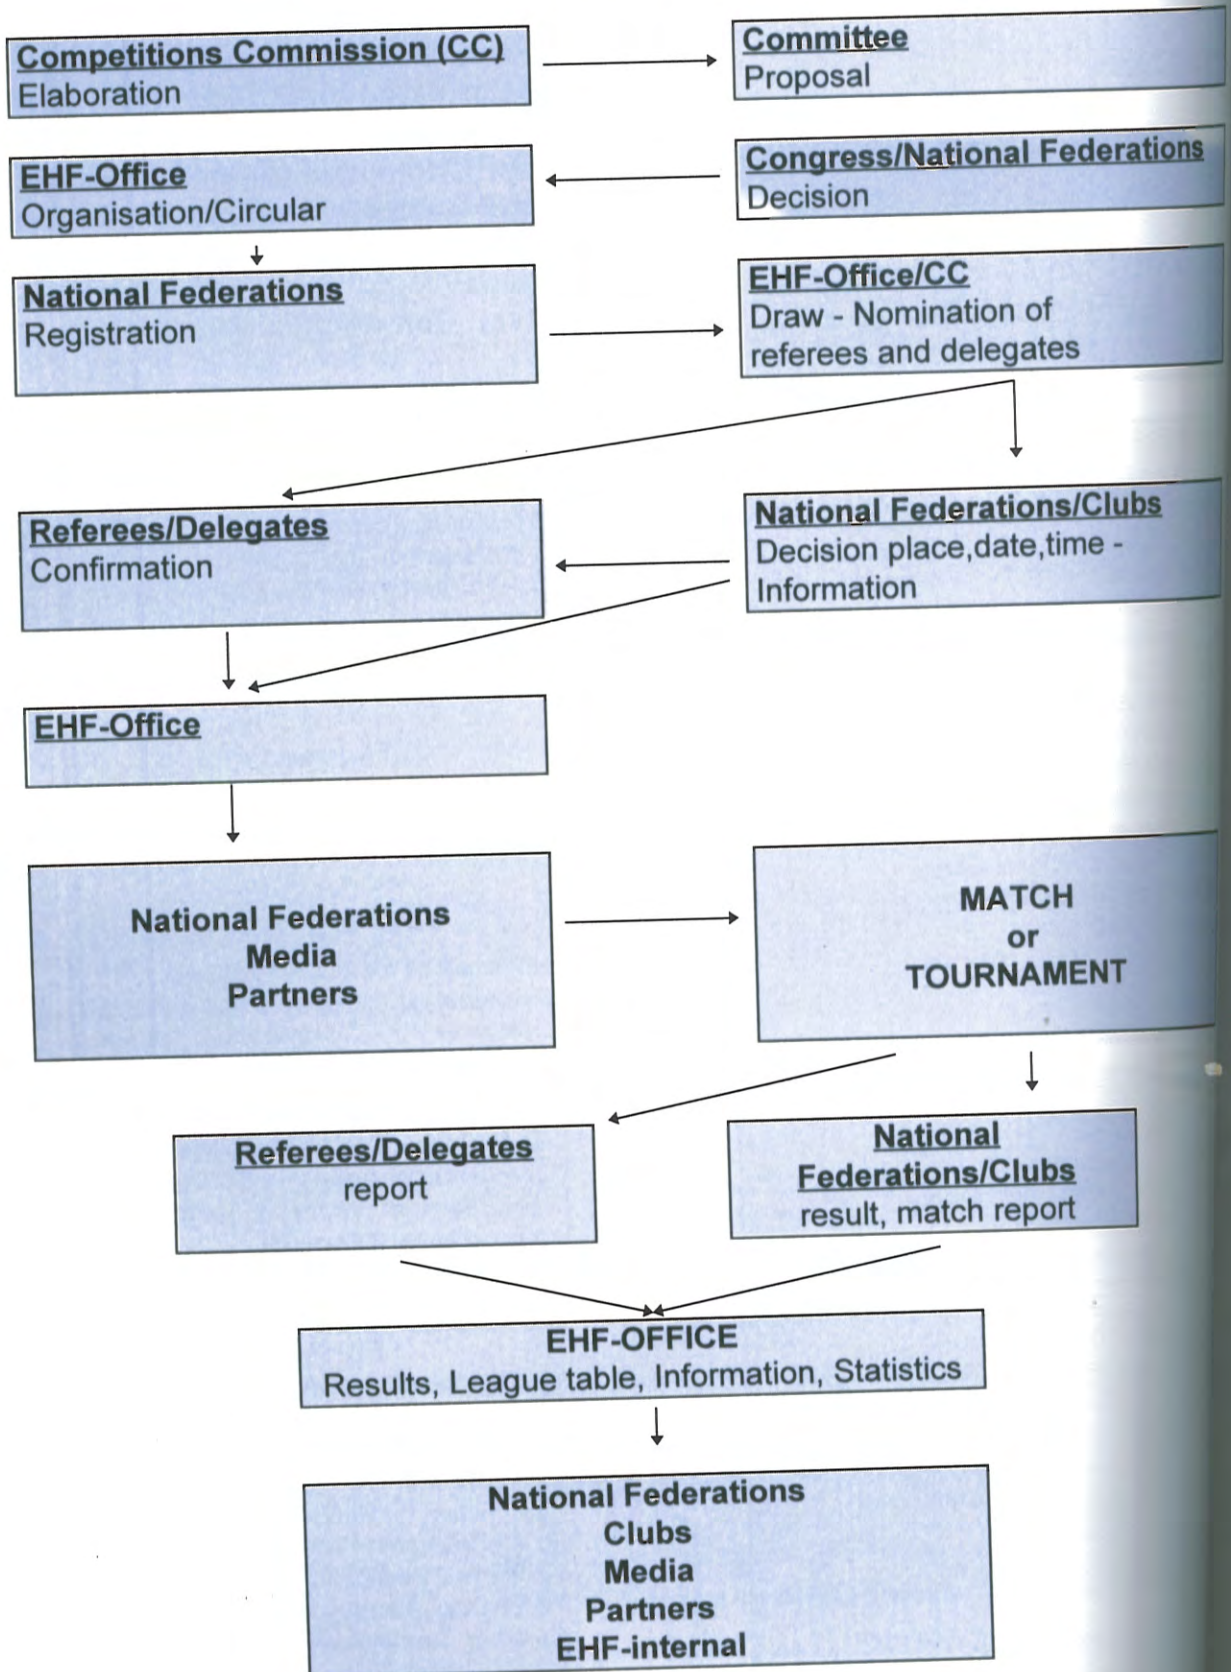 Competitions Commission (CC)
Elaboration
Committee
Proposal
EHF-Office
Organisation/Circular
Congress/National Federations
Decision
National Federations
Registration
EHF-Office/CC
Draw - Nomination of
referees and delegates
Referees/Delegates
Confirmation
National Federations/Clubs
Decision place,date,time -
Information
EHF-Office
National Federations
Media
Partners
MATCH
or
TOURNAMENT
Referees/Delegates
report
National
Federations/Clubs
result, match report
EHF-OFFICE
Results, League table, Information, Statistics
National Federations
Clubs
Media
Partners
EHF-internal